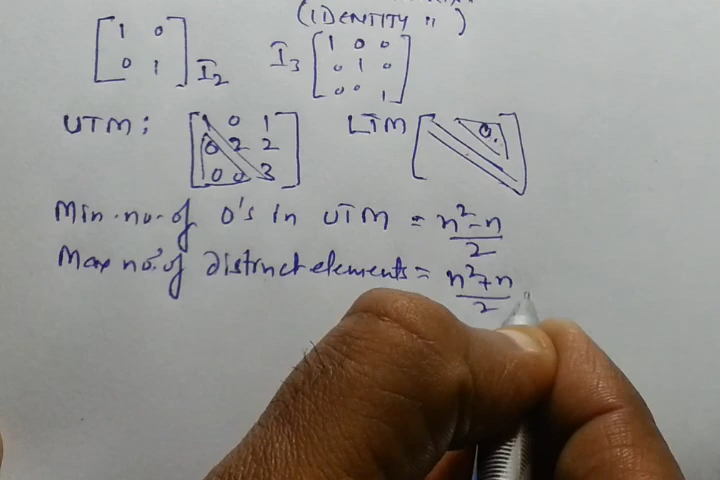 (IDENTITY ")
[1 0
0 1] I2 I3 [1 0 0
0 1 0
0 0 1]
UTM: [1 0 1
0 2 2
0 0 3] LTM [0]
Min. no. of 0's in UTM = n²-n/2
Max no. of distinct elements = n²+n/2